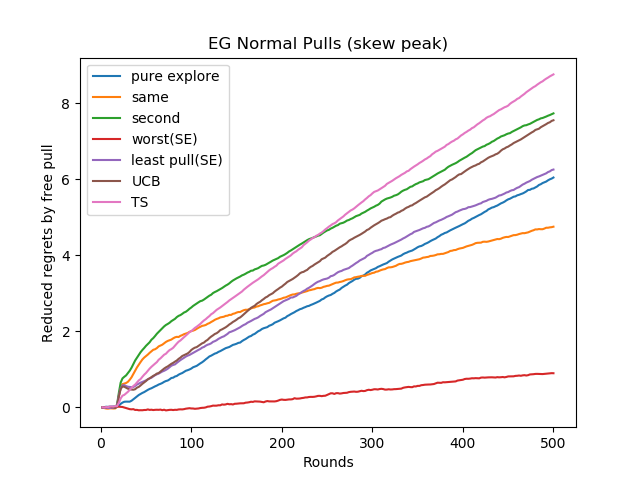 EG Normal Pulls (skew peak)
pure explore
same
second
worst(SE)
least pull(SE)
UCB
TS
Reduced regrets by free pull
8
6
4
2
0
0 100 200 300 400 500
Rounds